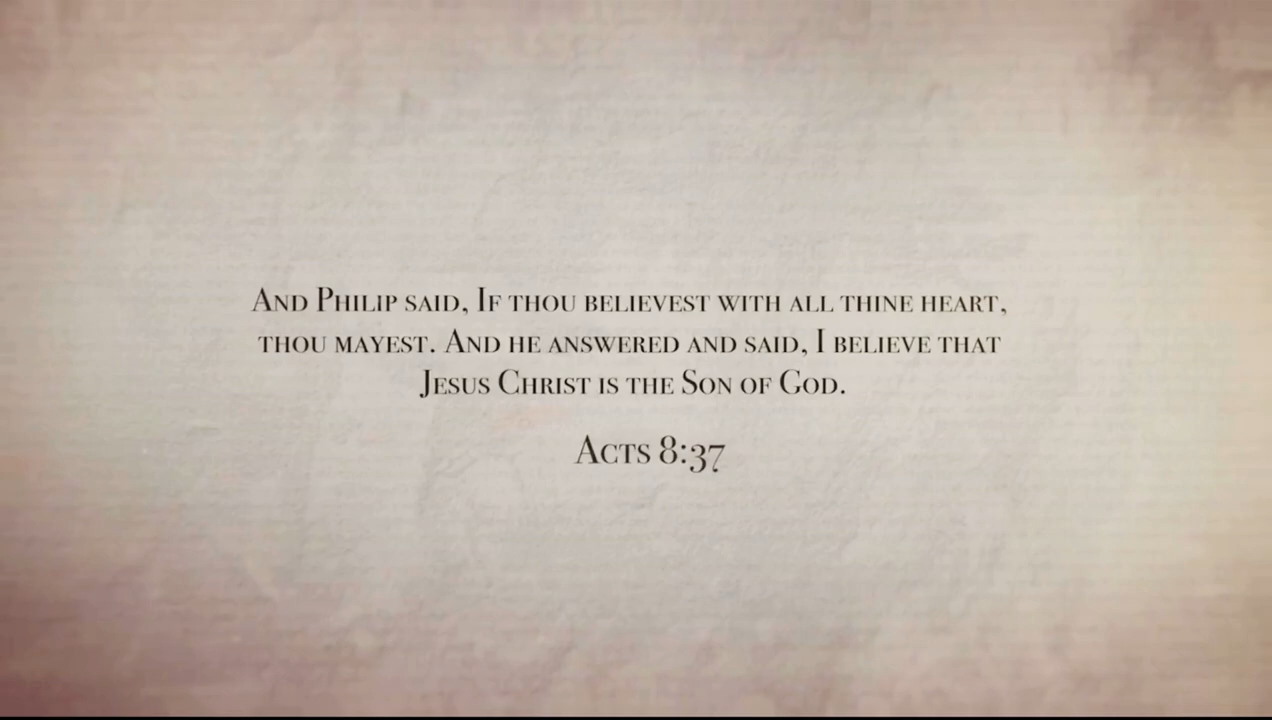 And Philip said, If thou believest with all thine heart,
thou mayest. And he answered and said, I believe that
Jesus Christ is the Son of God.
Acts 8:37